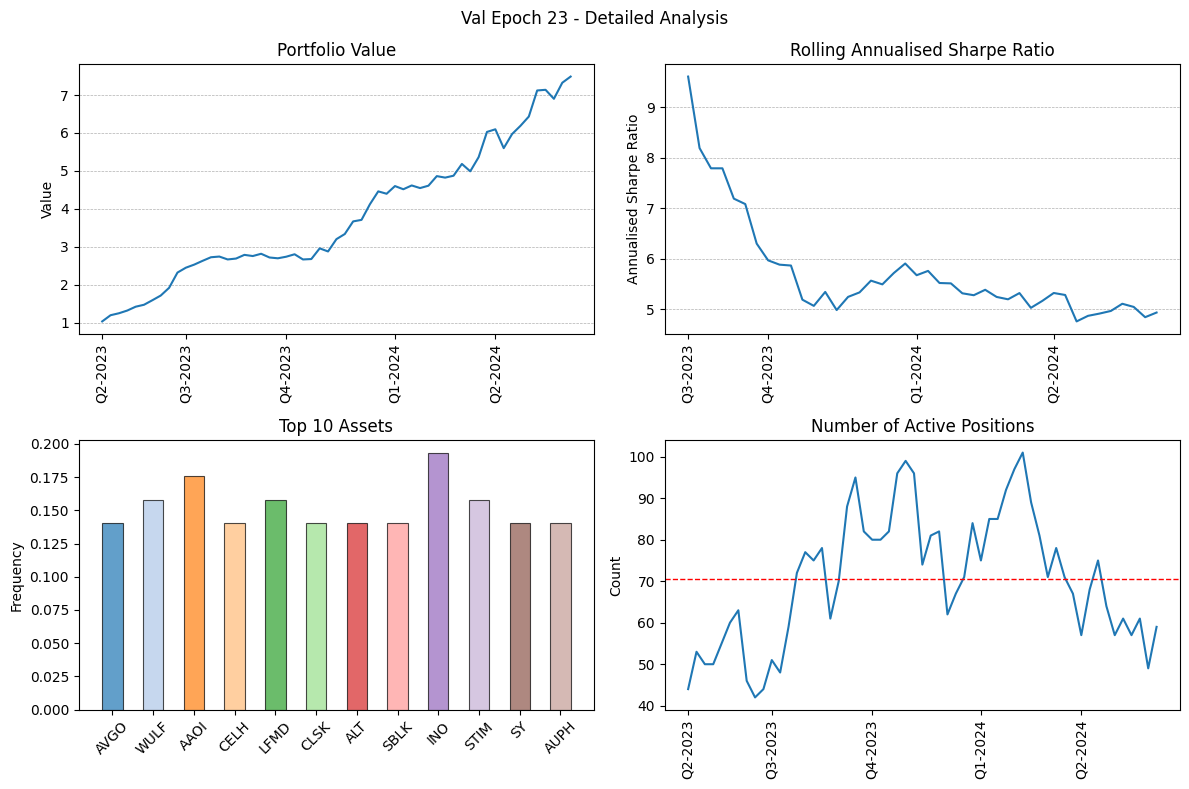 Val Epoch 23 - Detailed Analysis
Portfolio Value
Value
7
6
5
4
3
2
1
Q2-2023
Q3-2023
Q4-2023
Q1-2024
Q2-2024
Rolling Annualised Sharpe Ratio
Annualised Sharpe Ratio
9
8
7
6
5
Q3-2023
Q4-2023
Q1-2024
Q2-2024
Top 10 Assets
Frequency
0.200
0.175
0.150
0.125
0.100
0.075
0.050
0.025
0.000
AVGO
WULF
AAOI
CELH
LFMD
CLSK
ALT
SBLK
INO
STIM
SY
AUPH
Number of Active Positions
Count
100
90
80
70
60
50
40
Q2-2023
Q3-2023
Q4-2023
Q1-2024
Q2-2024